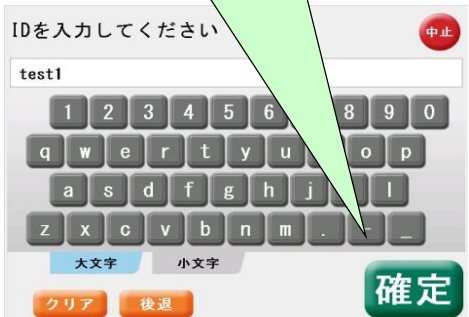 IDを入力してください
中止
test1
1 2 3 4 5 6 8 9 0
q w e r t y u o p
a s d f g h j l
z x c v b n m . - _
大文字 小文字
クリア 後退 確定